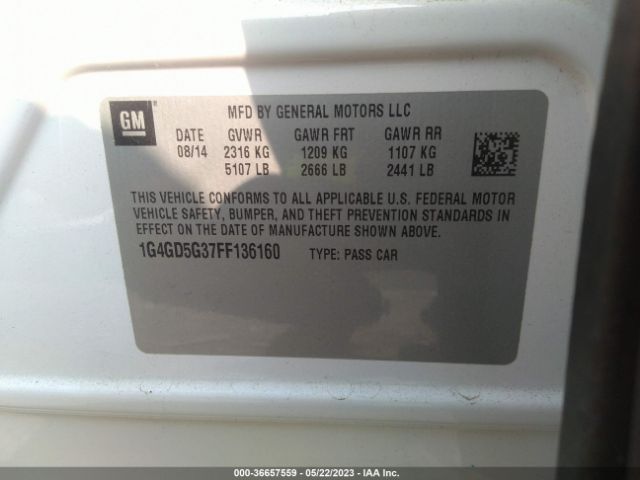 GM
MFD BY GENERAL MOTORS LLC
DATE GVWR GAWR FRT GAWR RR
08/14 2316 KG 1209 KG 1107 KG
5107 LB 2666 LB 2441 LB
THIS VEHICLE CONFORMS TO ALL APPLICABLE U.S. FEDERAL MOTOR
VEHICLE SAFETY, BUMPER, AND THEFT PREVENTION STANDARDS IN
EFFECT ON THE DATE OF MANUFACTURE SHOWN ABOVE.
1G4GD5G37FF136160 TYPE: PASS CAR
000-36657559 - 05/22/2023 - IAA Inc.